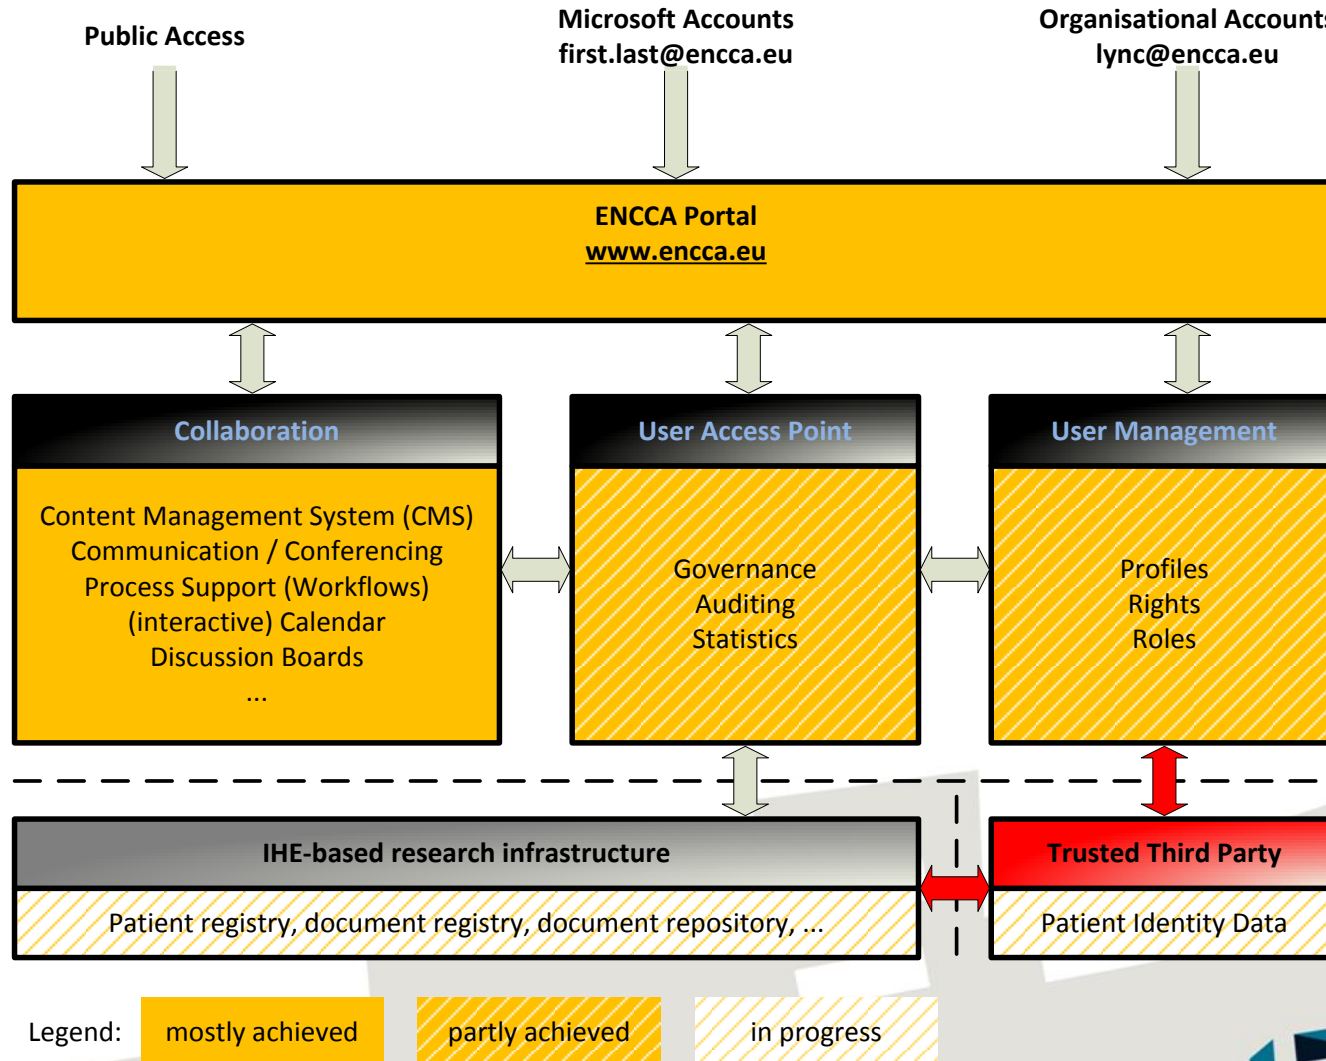 Public Access
Microsoft Accounts
first.last@encca.eu
Organisational Accounts
lync@encca.eu
ENCCA Portal
www.encca.eu
Collaboration
Content Management System (CMS)
Communication / Conferencing
Process Support (Workflows)
(interactive) Calendar
Discussion Boards
...
User Access Point
Governance
Auditing
Statistics
User Management
Profiles
Rights
Roles
IHE-based research infrastructure
Patient registry, document registry, document repository, ...
Trusted Third Party
Patient Identity Data
Legend:
mostly achieved
partly achieved
in progress